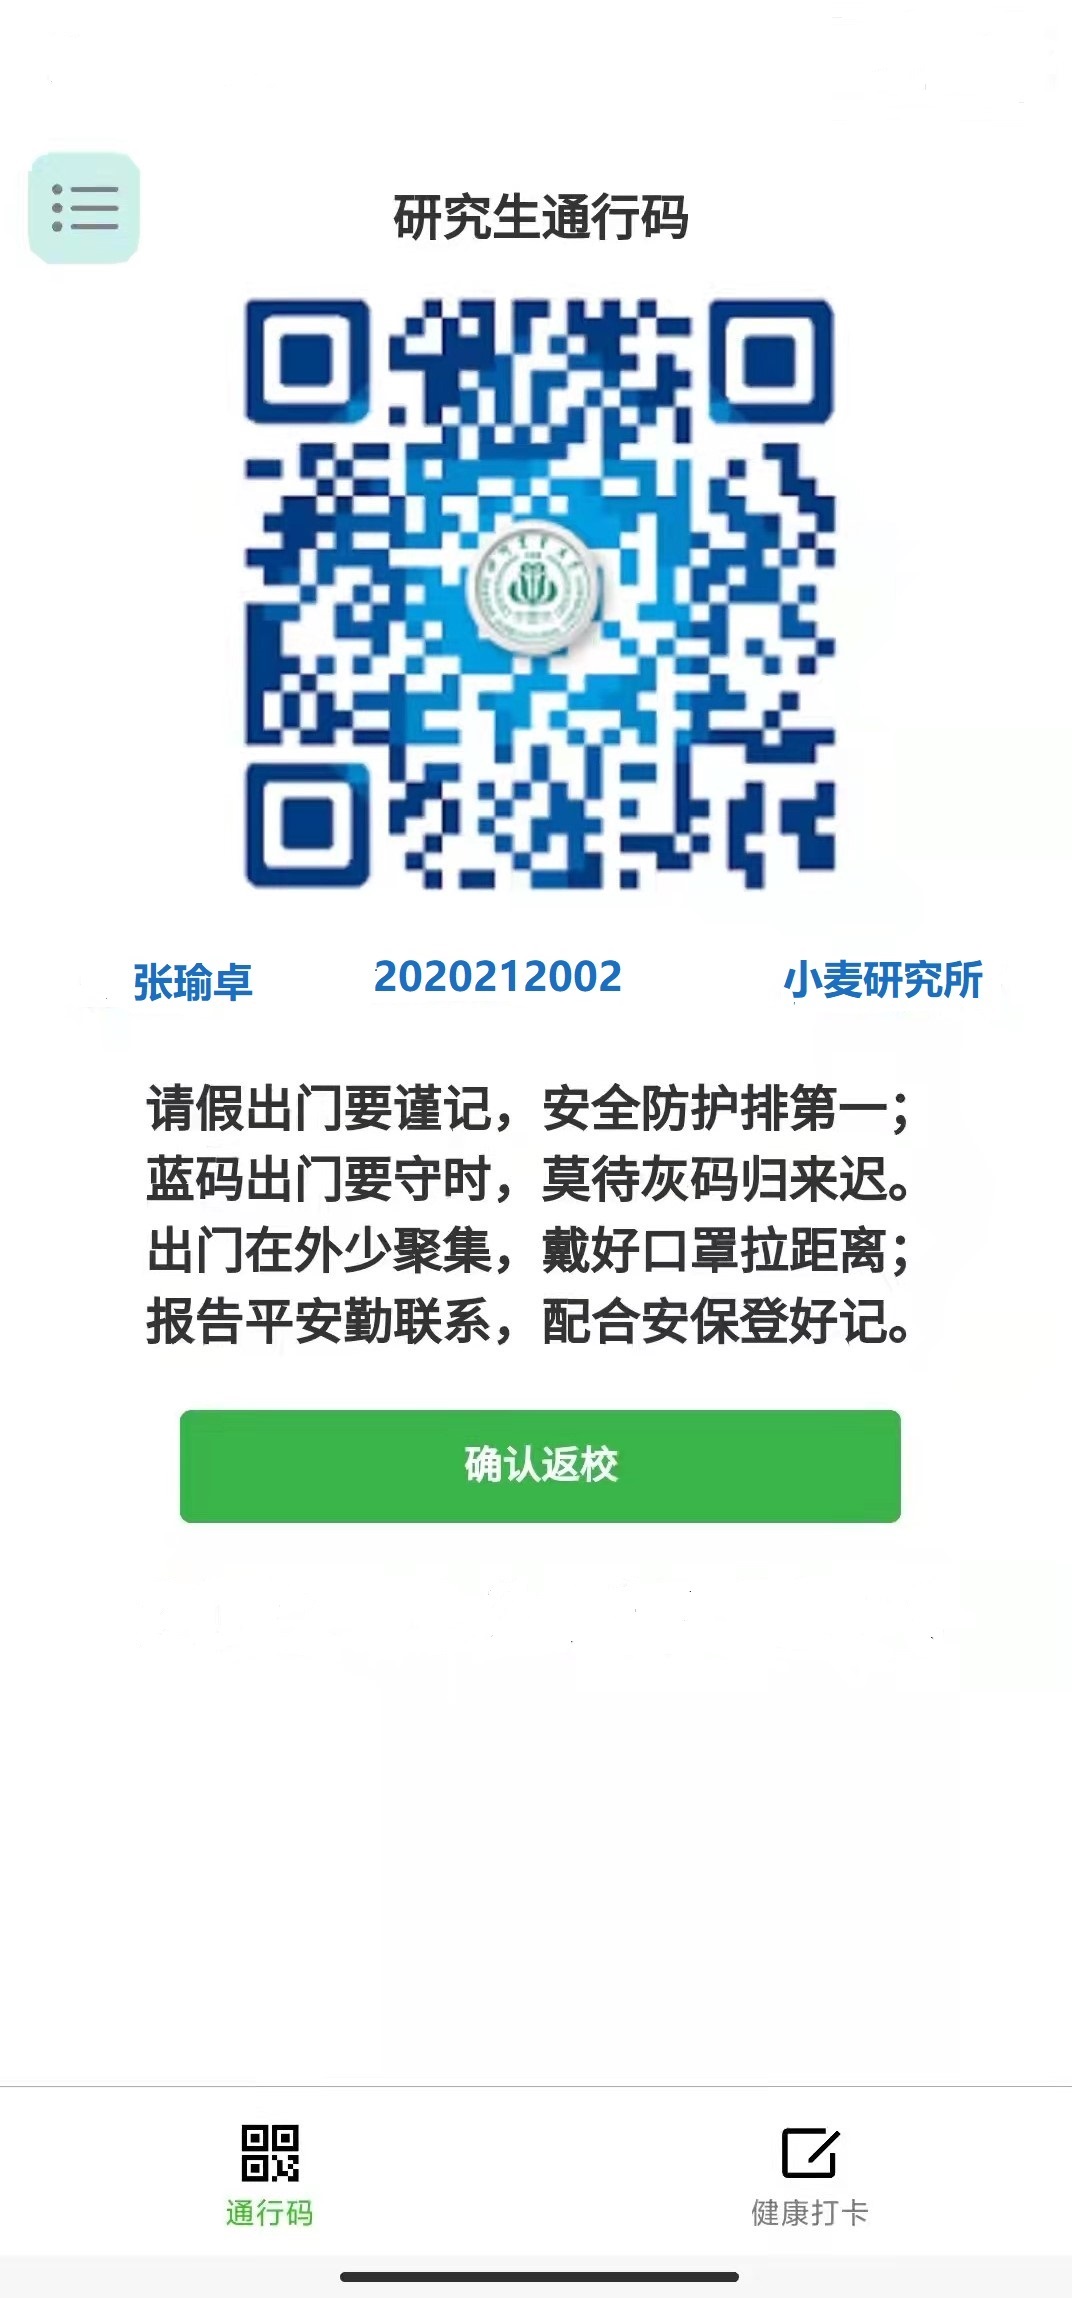 研究生通行码
张瑜卓 2020212002 小麦研究所
请假出门要谨记，安全防护排第一；
蓝码出门要守时，莫待灰码归来迟。
出门在外少聚集，戴好口罩拉距离；
报告平安勤联系，配合安保登好记。
确认返校
通行码 健康打卡